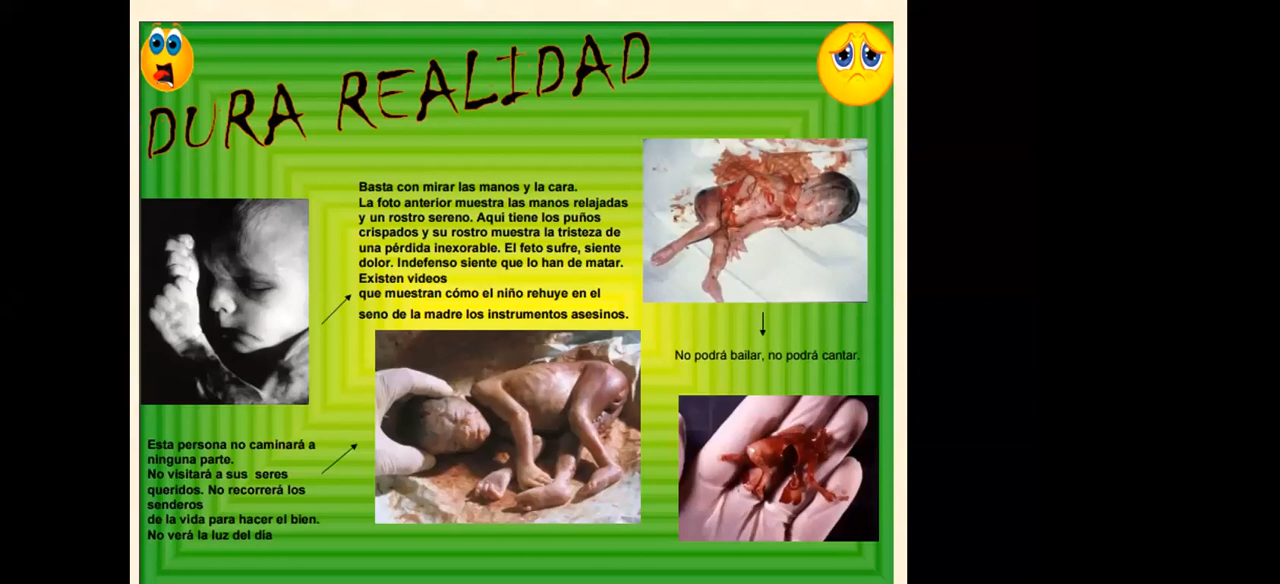 DURA REALIDAD
Basta con mirar las manos y la cara.
La foto anterior muestra las manos relajadas
y un rostro sereno. Aquí tiene los puños
crispados y su rostro muestra la tristeza de
una pérdida inexorable. El feto sufre, siente
dolor. Indefenso siente que lo han de matar.
Existen videos
que muestran cómo el niño rehuye en el
seno de la madre los instrumentos asesinos.
No podrá bailar, no podrá cantar.
Esta persona no caminará a
ninguna parte.
No visitará a sus seres
queridos. No recorrerá los
senderos
de la vida para hacer el bien.
No verá la luz del día